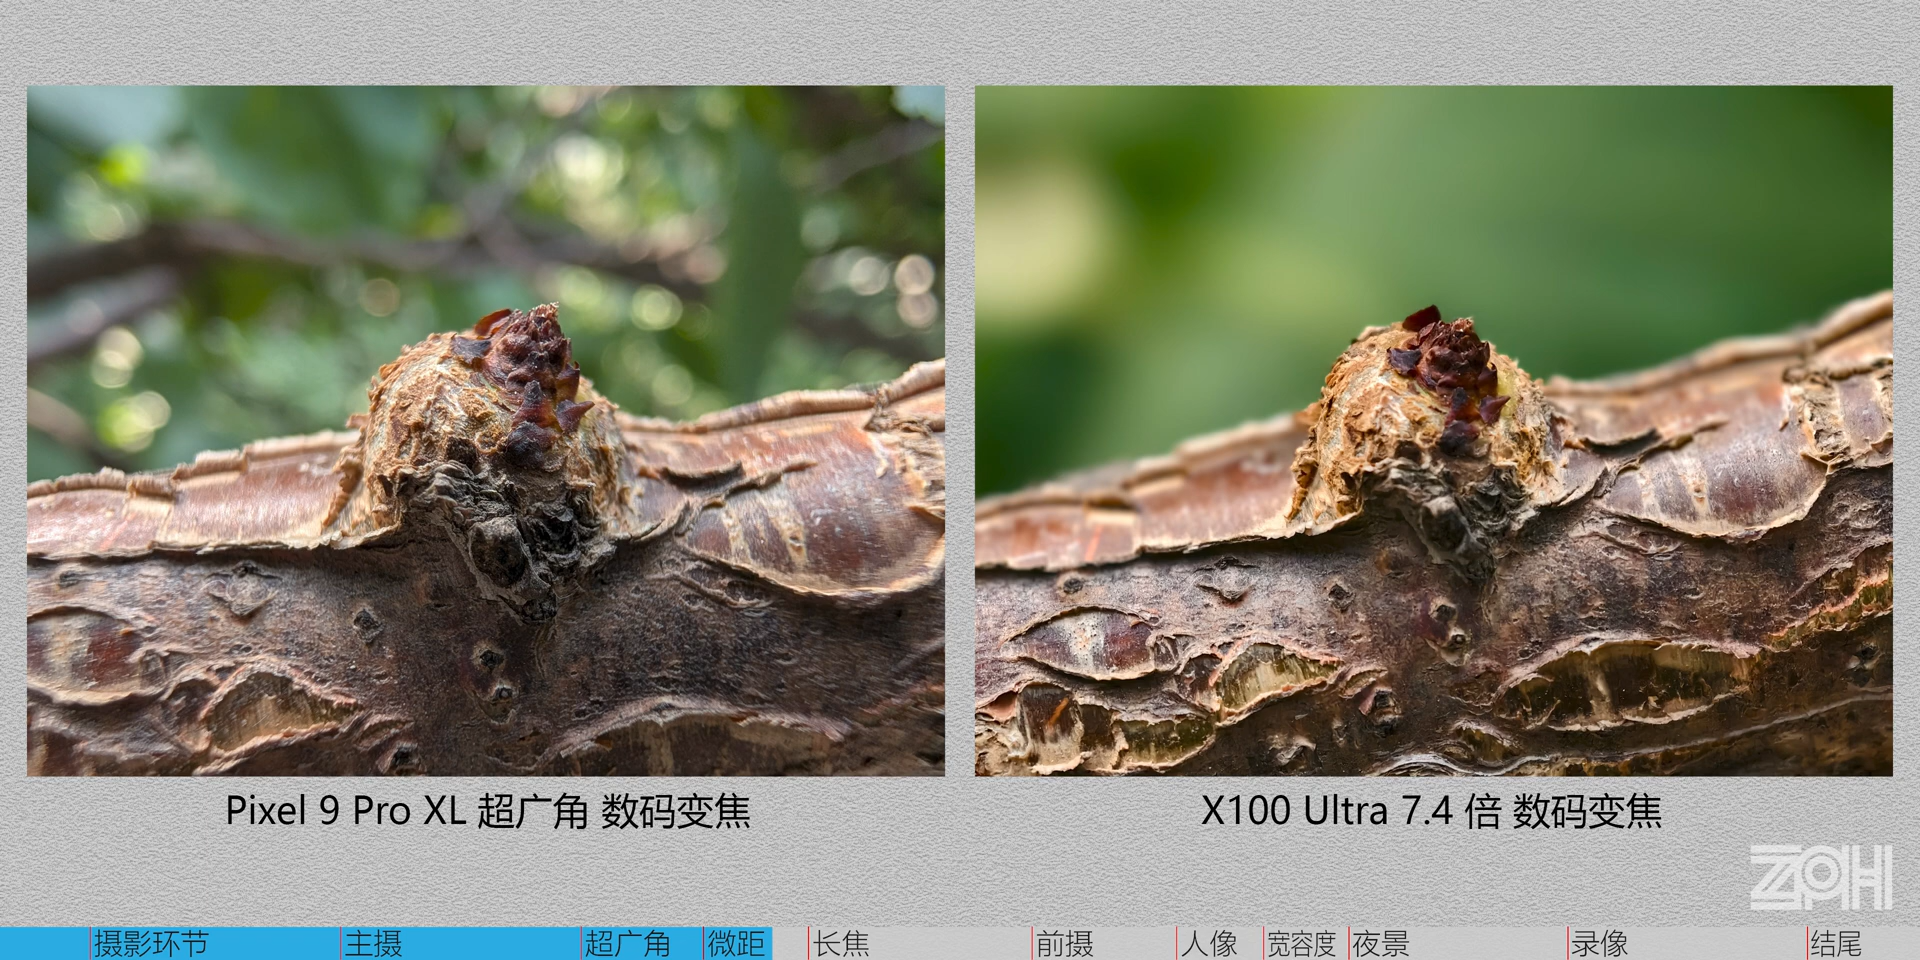 Pixel 9 Pro XL 超广角 数码变焦
X100 Ultra 7.4 倍 数码变焦
ZPH
摄影环节 主摄 超广角 微距 长焦 前摄 人像 宽容度 夜景 录像 结尾